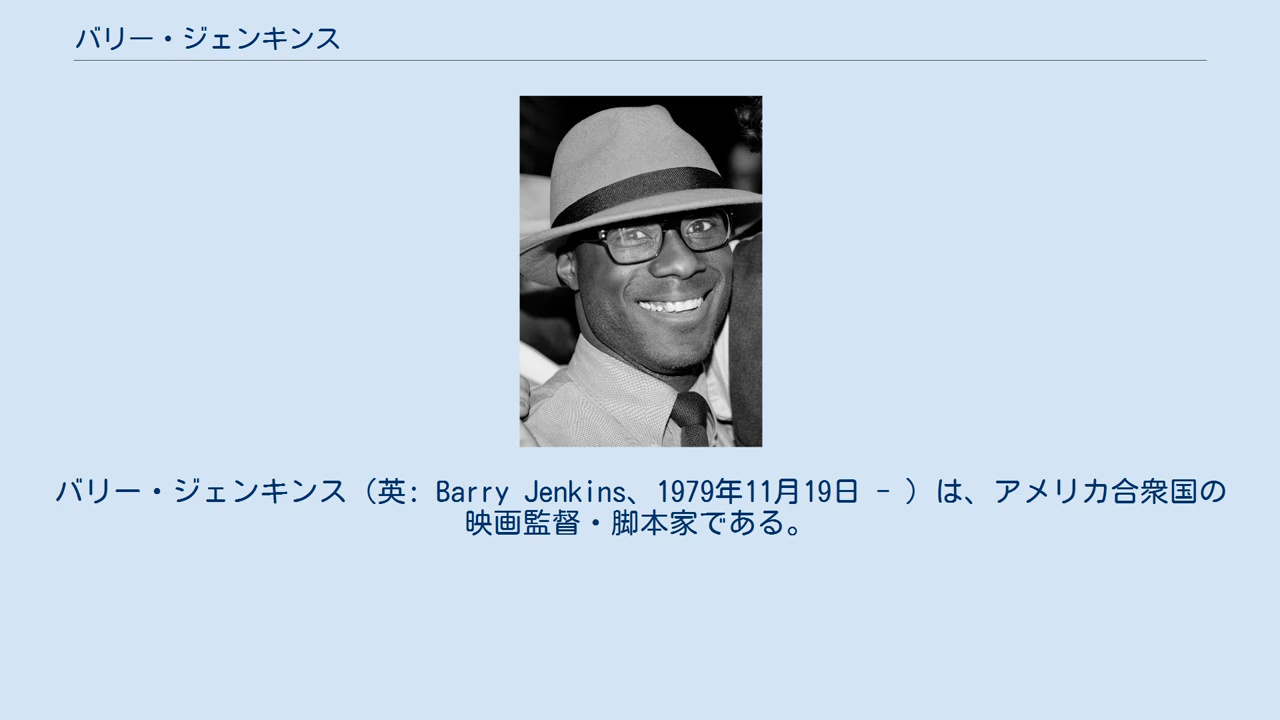 バリー・ジェンキンス
バリー・ジェンキンス（英: Barry Jenkins、1979年11月19日 - ）は、アメリカ合衆国の
映画監督・脚本家である。